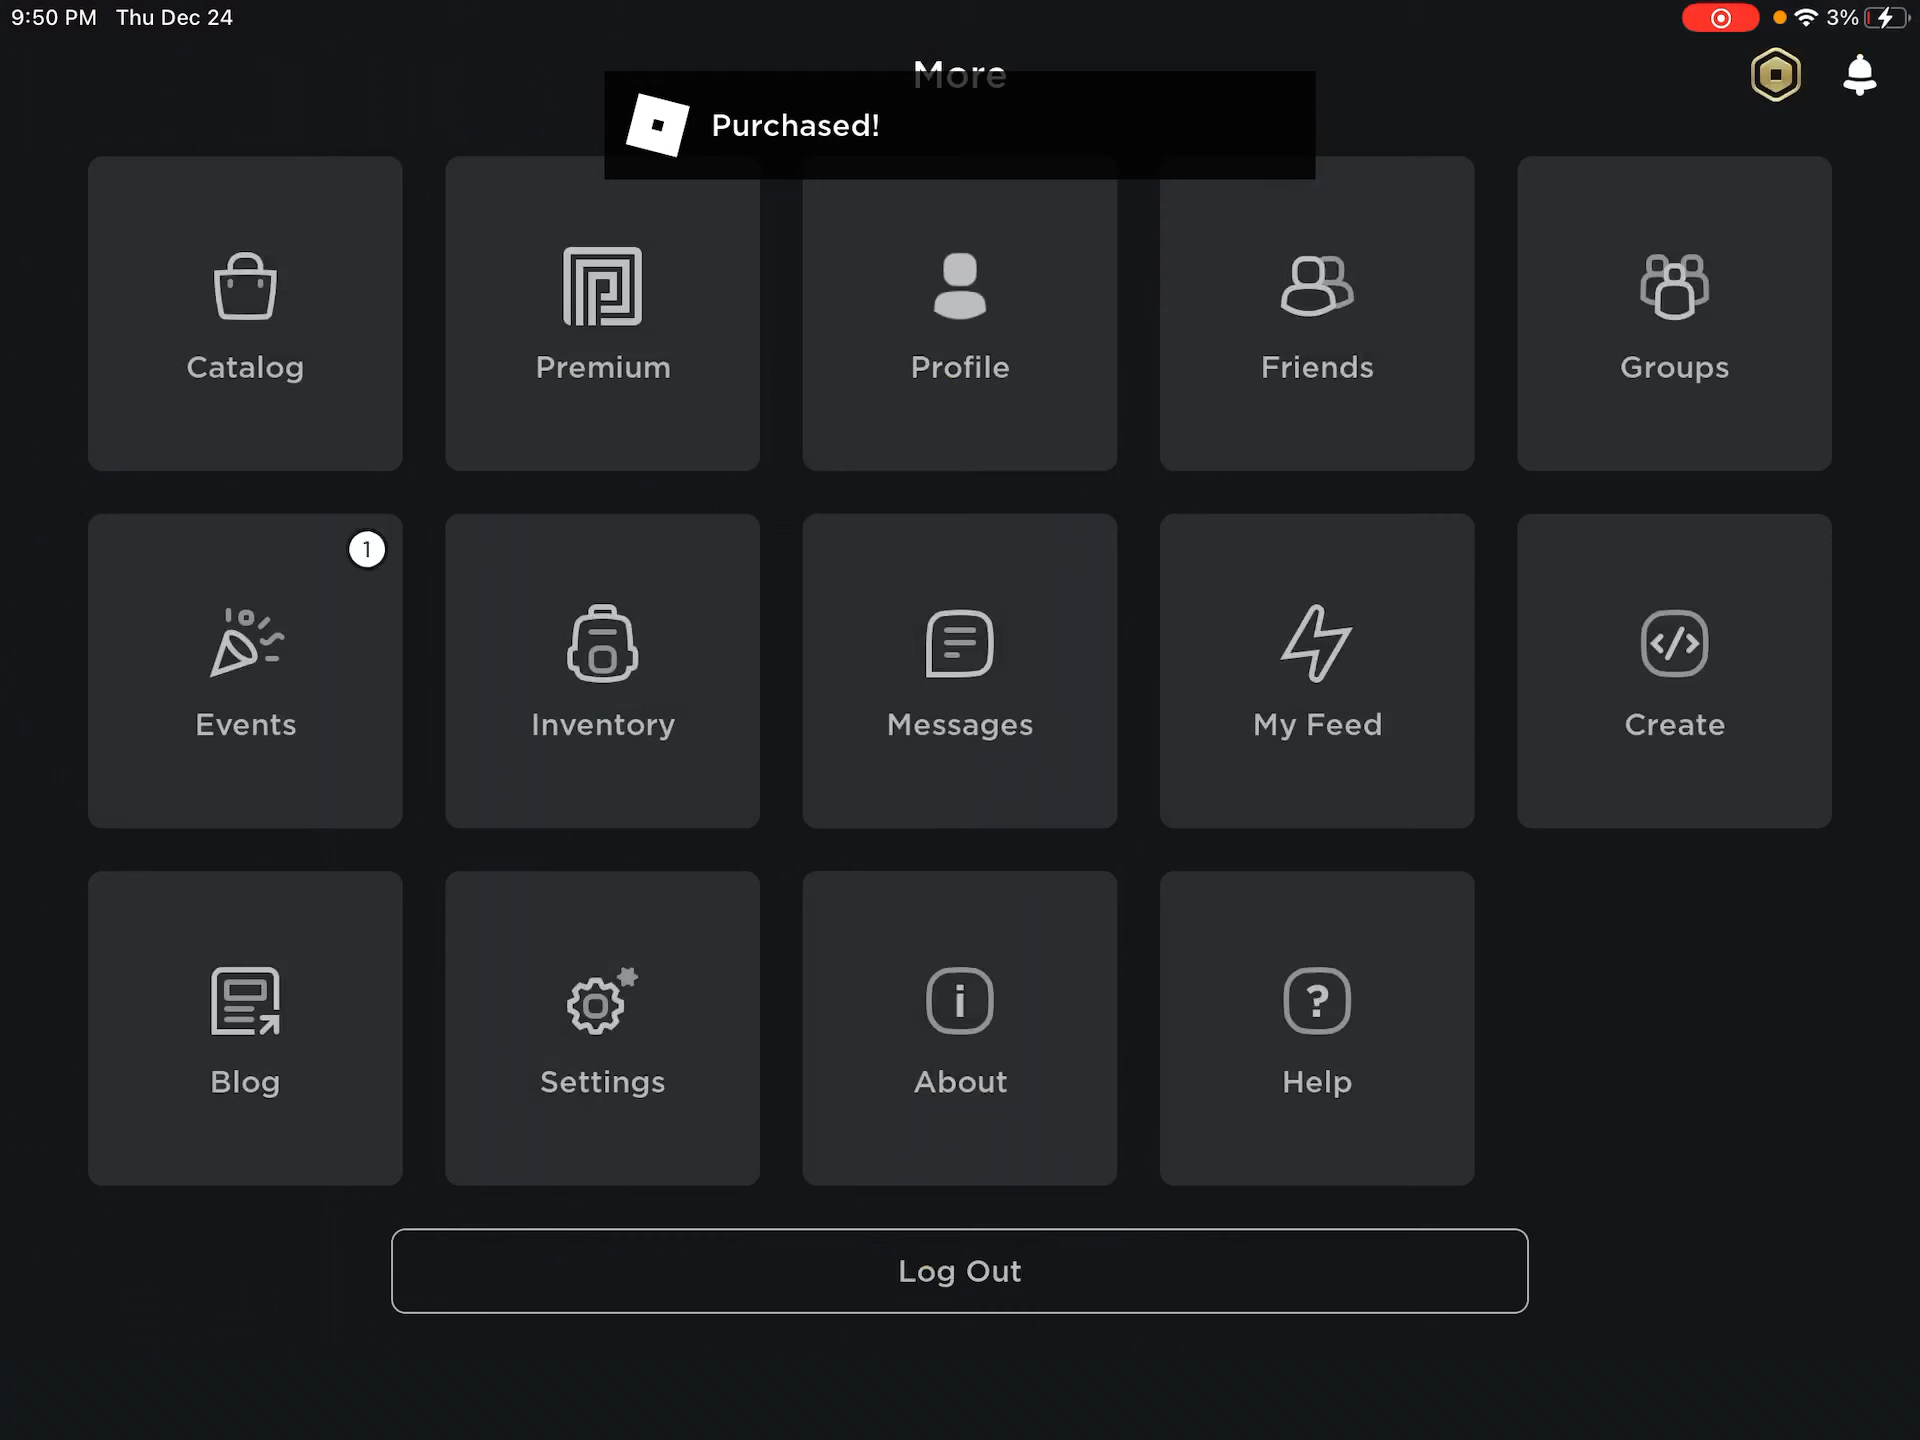 9:50 PM Thu Dec 24
3%
More
Purchased!
Catalog
Premium
Profile
Friends
Groups
1
Events
Inventory
Messages
My Feed
Create
Blog
Settings
About
Help
Log Out